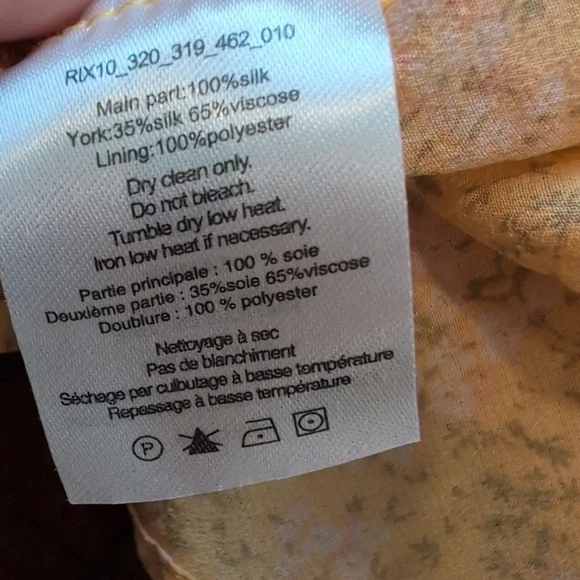 RIX10_320_319_462_010
Main part:100%silk
York:35%silk 65%viscose
Lining:100%polyester
Dry clean only.
Do not bleach.
Tumble dry low heat.
Iron low heat if necessary.
Partie principale : 100 % soie
Deuxième partie : 35%soie 65%viscose
Doublure : 100 % polyester
Nettoyage à sec
Pas de blanchiment
Séchage par culbutage à basse température
Repassage à basse température
P